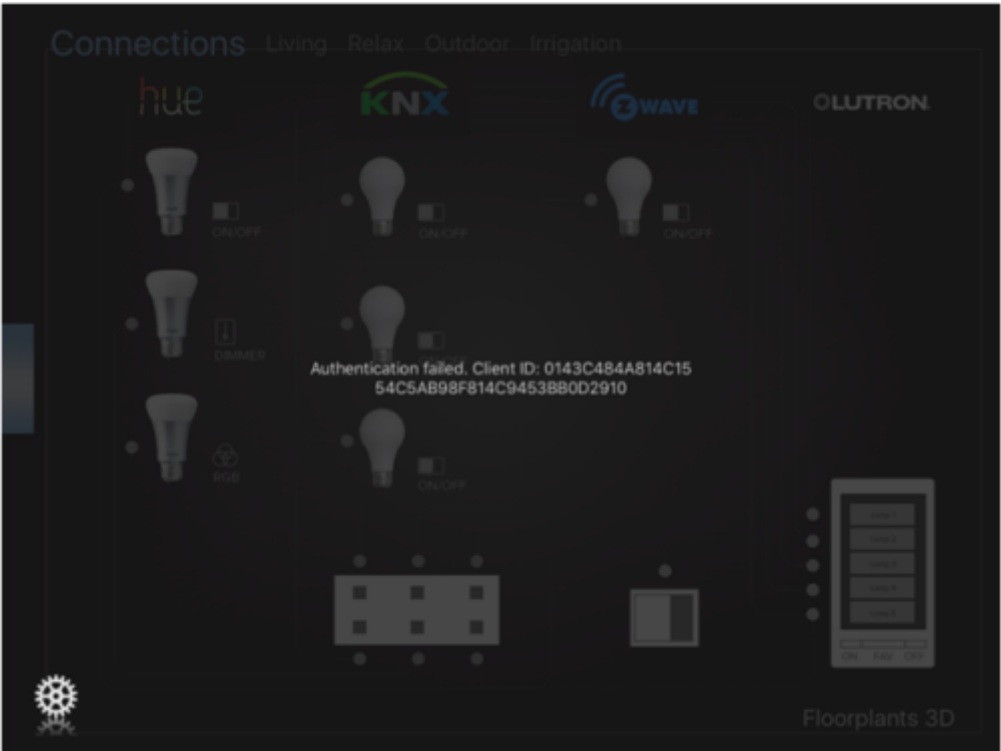 Connections Living Relax Outdoor Irrigation
hue KNX Z WAVE LUTRON
ON/OFF ON/OFF ON/OFF
DIMMER
Authentication failed. Client ID: 0143C484A814C15
54C5AB98F814C9453BB0D2910
RGB ON/OFF
ON FAV OFF
Floorplants 3D